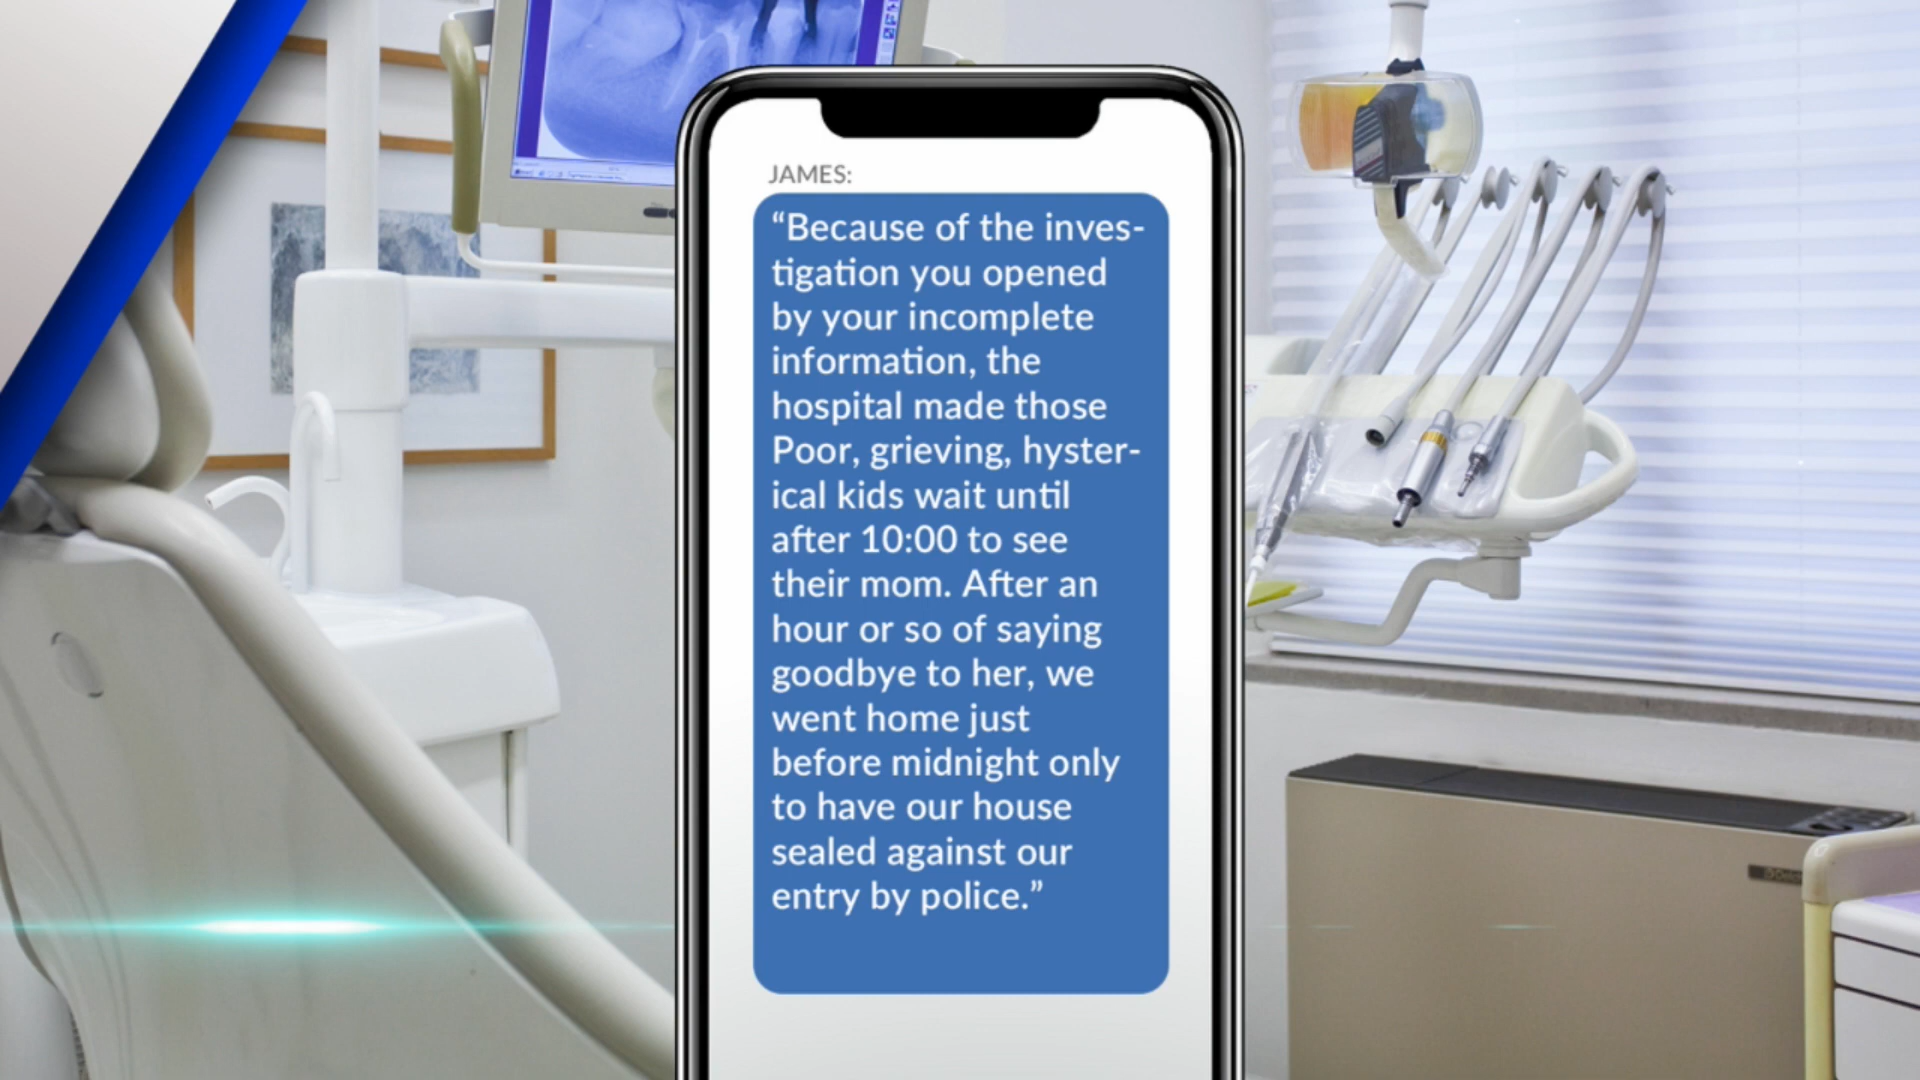 JAMES:
“Because of the inves-
tigation you opened
by your incomplete
information, the
hospital made those
Poor, grieving, hyster-
ical kids wait until
after 10:00 to see
their mom. After an
hour or so of saying
goodbye to her, we
went home just
before midnight only
to have our house
sealed against our
entry by police.”